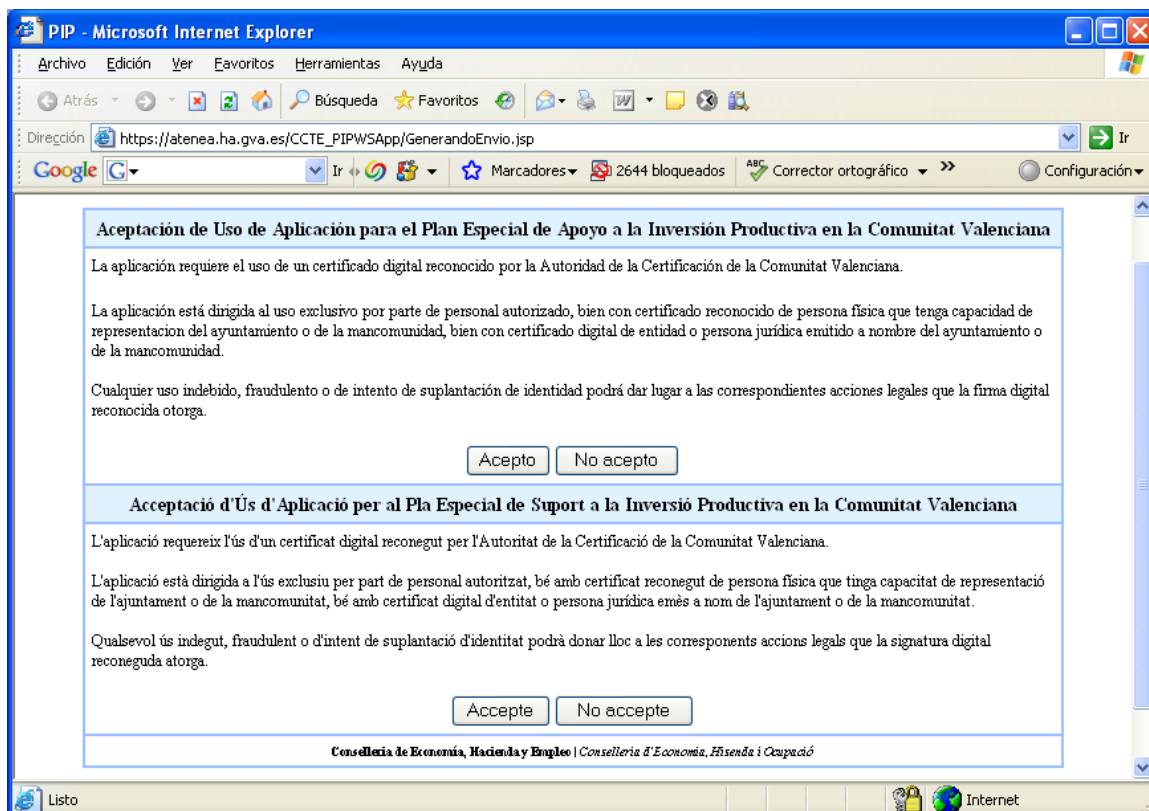 PIP - Microsoft Internet Explorer
Archivo Edición Ver Favoritos Herramientas Ayuda
Atrás Búsqueda Favoritos
Dirección https://atenea.ha.gva.es/CCTE_PIPWSApp/GenerandoEnvio.jsp Ir
Google G Ir Marcadores 2644 bloqueados ABC Corrector ortográfico » Configuración
Aceptación de Uso de Aplicación para el Plan Especial de Apoyo a la Inversión Productiva en la Comunitat Valenciana
La aplicación requiere el uso de un certificado digital reconocido por la Autoridad de la Certificación de la Comunitat Valenciana.
La aplicación está dirigida al uso exclusivo por parte de personal autorizado, bien con certificado reconocido de persona física que tenga capacidad de
representacion del ayuntamiento o de la mancomunidad, bien con certificado digital de entidad o persona jurídica emitido a nombre del ayuntamiento o
de la mancomunidad.
Cualquier uso indebido, fraudulento o de intento de suplantación de identidad podrá dar lugar a las correspondientes acciones legales que la firma digital
reconocida otorga.
Acepto No acepto
Acceptació d'Ús d'Aplicació per al Pla Especial de Suport a la Inversió Productiva en la Comunitat Valenciana
L'aplicació requereix l'ús d'un certificat digital reconegut per l'Autoritat de la Certificació de la Comunitat Valenciana.
L'aplicació està dirigida a l'ús exclusiu per part de personal autoritzat, bé amb certificat reconegut de persona física que tinga capacitat de representació
de l'ajuntament o de la mancomunitat, bé amb certificat digital d'entitat o persona jurídica emès a nom de l'ajuntament o de la mancomunitat.
Qualsevol ús indegut, fraudulent o d'intent de suplantació d'identitat podrà donar lloc a les corresponents accions legals que la signatura digital
reconeguda atorga.
Accepte No accepte
Conselleria de Economía, Hacienda y Empleo | Conselleria d'Economia, Hisenda i Ocupació
Listo Internet